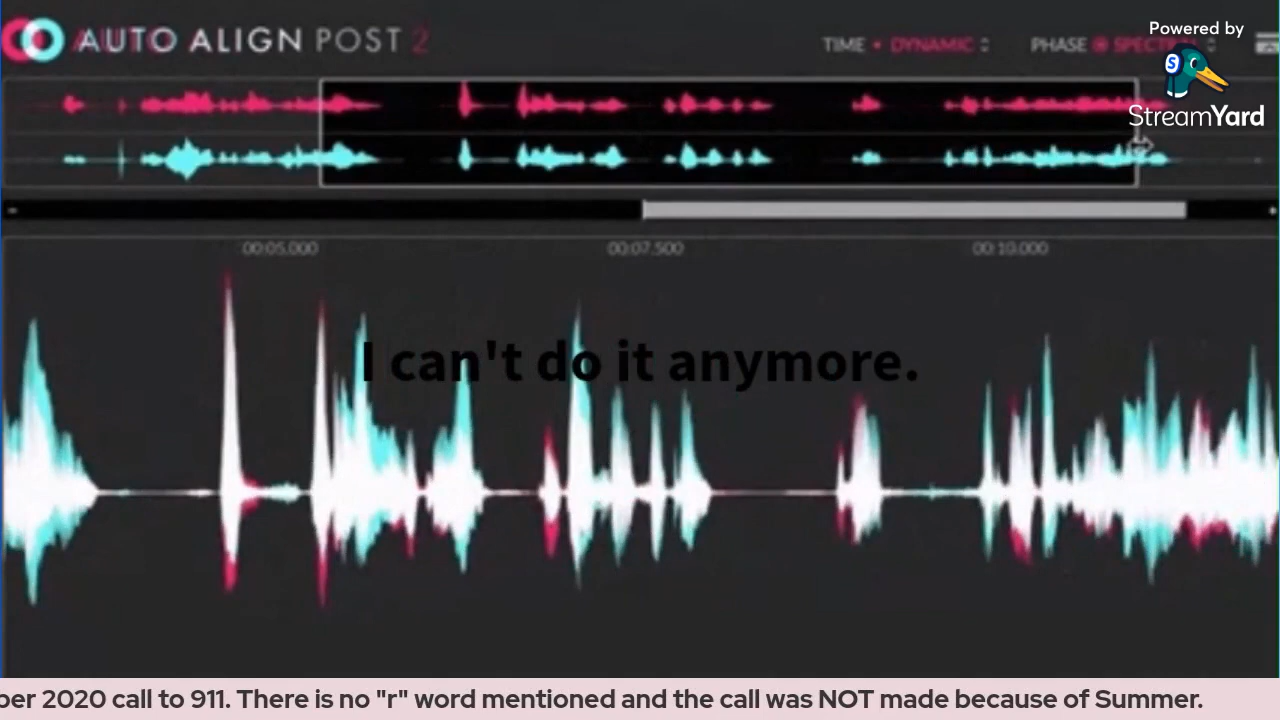 AUTO ALIGN POST 2
TIME • DYNAMIC
PHASE
Powered by
S
StreamYard
00:05.000 00:07.500 00:10.000
I can't do it anymore.
2020 call to 911. There is no "r" word mentioned and the call was NOT made because of Summer.